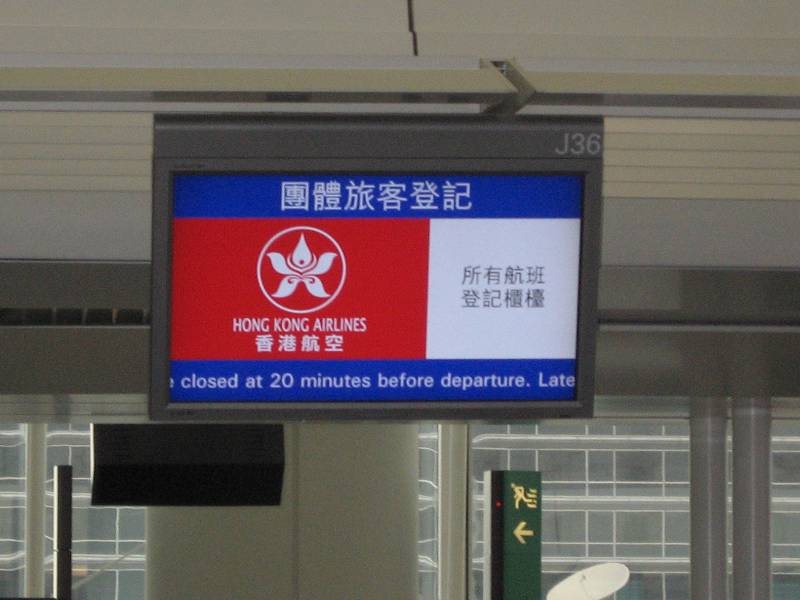 J36
團體旅客登記
HONG KONG AIRLINES
香港航空
所有航班
登記櫃檯
closed at 20 minutes before departure. Late